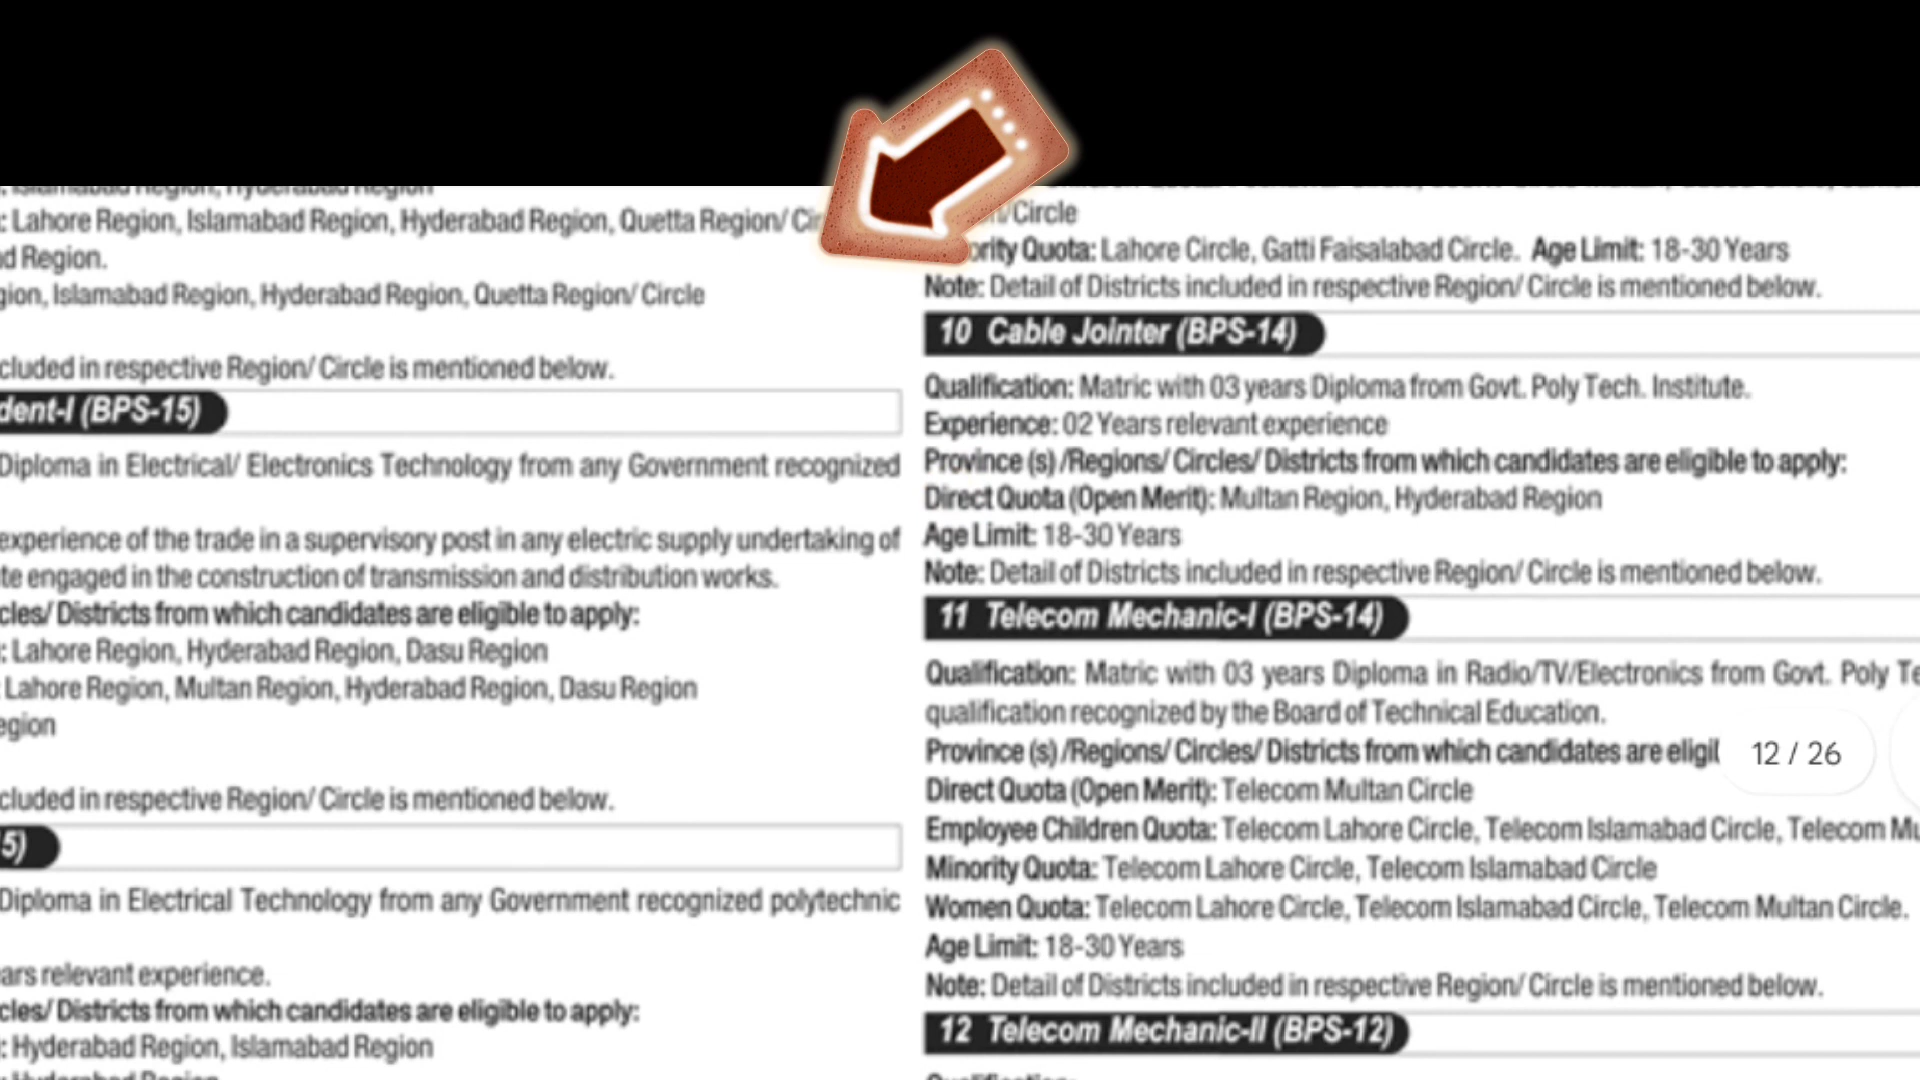 : Lahore Region, Islamabad Region, Hyderabad Region, Quetta Region/
d Region.
gion, Islamabad Region, Hyderabad Region, Quetta Region/ Circle
cluded in respective Region/ Circle is mentioned below.
dent-I (BPS-15)
Diploma in Electrical/ Electronics Technology from any Government recognized
experience of the trade in a supervisory post in any electric supply undertaking of
te engaged in the construction of transmission and distribution works.
cles/ Districts from which candidates are eligible to apply:
: Lahore Region, Hyderabad Region, Dasu Region
: Lahore Region, Multan Region, Hyderabad Region, Dasu Region
egion
cluded in respective Region/ Circle is mentioned below.
5)
Diploma in Electrical Technology from any Government recognized polytechnic
ars relevant experience.
cles/ Districts from which candidates are eligible to apply:
: Hyderabad Region, Islamabad Region
/Circle
ority Quota: Lahore Circle, Gatti Faisalabad Circle. Age Limit: 18-30 Years
Note: Detail of Districts included in respective Region/ Circle is mentioned below.
10 Cable Jointer (BPS-14)
Qualification: Matric with 03 years Diploma from Govt. Poly Tech. Institute.
Experience: 02 Years relevant experience
Province (s) /Regions/ Circles/ Districts from which candidates are eligible to apply:
Direct Quota (Open Merit): Multan Region, Hyderabad Region
Age Limit: 18-30 Years
Note: Detail of Districts included in respective Region/ Circle is mentioned below.
11 Telecom Mechanic-I (BPS-14)
Qualification: Matric with 03 years Diploma in Radio/TV/Electronics from Govt. Poly Te
qualification recognized by the Board of Technical Education.
Province (s) /Regions/ Circles/ Districts from which candidates are eligi
12 / 26
Direct Quota (Open Merit): Telecom Multan Circle
Employee Children Quota: Telecom Lahore Circle, Telecom Islamabad Circle, Telecom Mu
Minority Quota: Telecom Lahore Circle, Telecom Islamabad Circle
Women Quota: Telecom Lahore Circle, Telecom Islamabad Circle, Telecom Multan Circle.
Age Limit: 18-30 Years
Note: Detail of Districts included in respective Region/ Circle is mentioned below.
12 Telecom Mechanic-II (BPS-12)